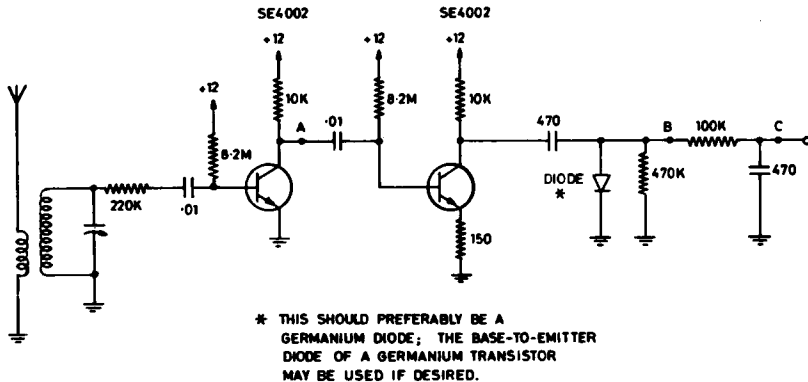 SE4002
SE4002
+12
+12
+12
+12
10K
8·2M
10K
A
·01
470
B
100K
C
8·2M
220K
·01
DIODE
*
470K
470
150
* THIS SHOULD PREFERABLY BE A
GERMANIUM DIODE; THE BASE-TO-EMITTER
DIODE OF A GERMANIUM TRANSISTOR
MAY BE USED IF DESIRED.